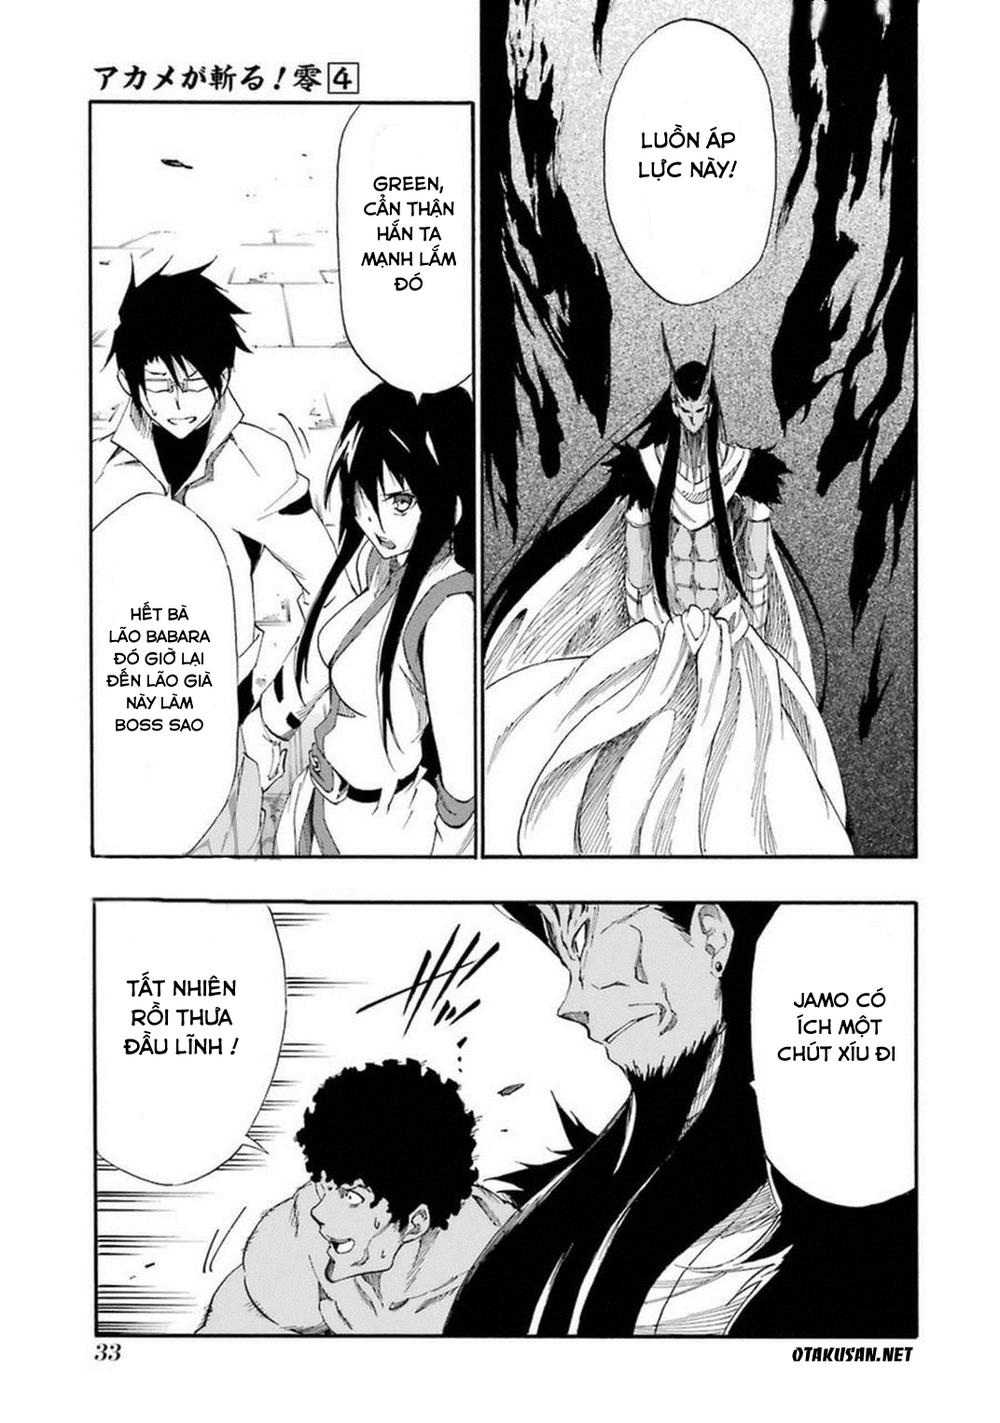 アカメが斬る!零4
LUỒN ÁP
LỰC NÀY!
GREEN,
CẨN THẬN
HẮN TA
MẠNH LẮM
ĐÓ
HẾT BÀ
LÃO BABARA
ĐÓ GIỜ LẠI
ĐẾN LÃO GIÀ
NÀY LÀM
BOSS SAO
JAMO CÓ
ÍCH MỘT
CHÚT XÍU ĐI
TẤT NHIÊN
RỒI THƯA
ĐẦU LĨNH !
33
OTAKUSAN.NET